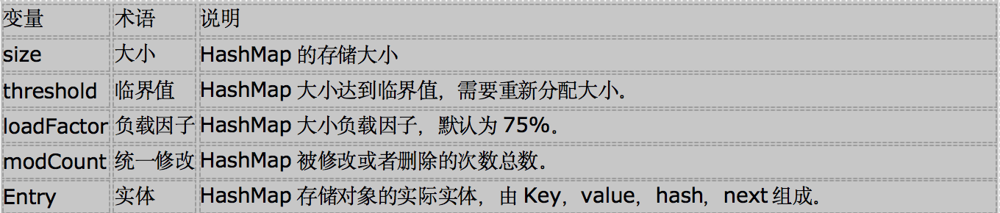 变量 术语 说明
size 大小 HashMap 的存储大小
threshold 临界值 HashMap 大小达到临界值，需要重新分配大小。
loadFactor 负载因子 HashMap 大小负载因子，默认为 75%。
modCount 统一修改 HashMap 被修改或者删除的次数总数。
Entry 实体 HashMap 存储对象的实际实体，由 Key，value，hash，next 组成。